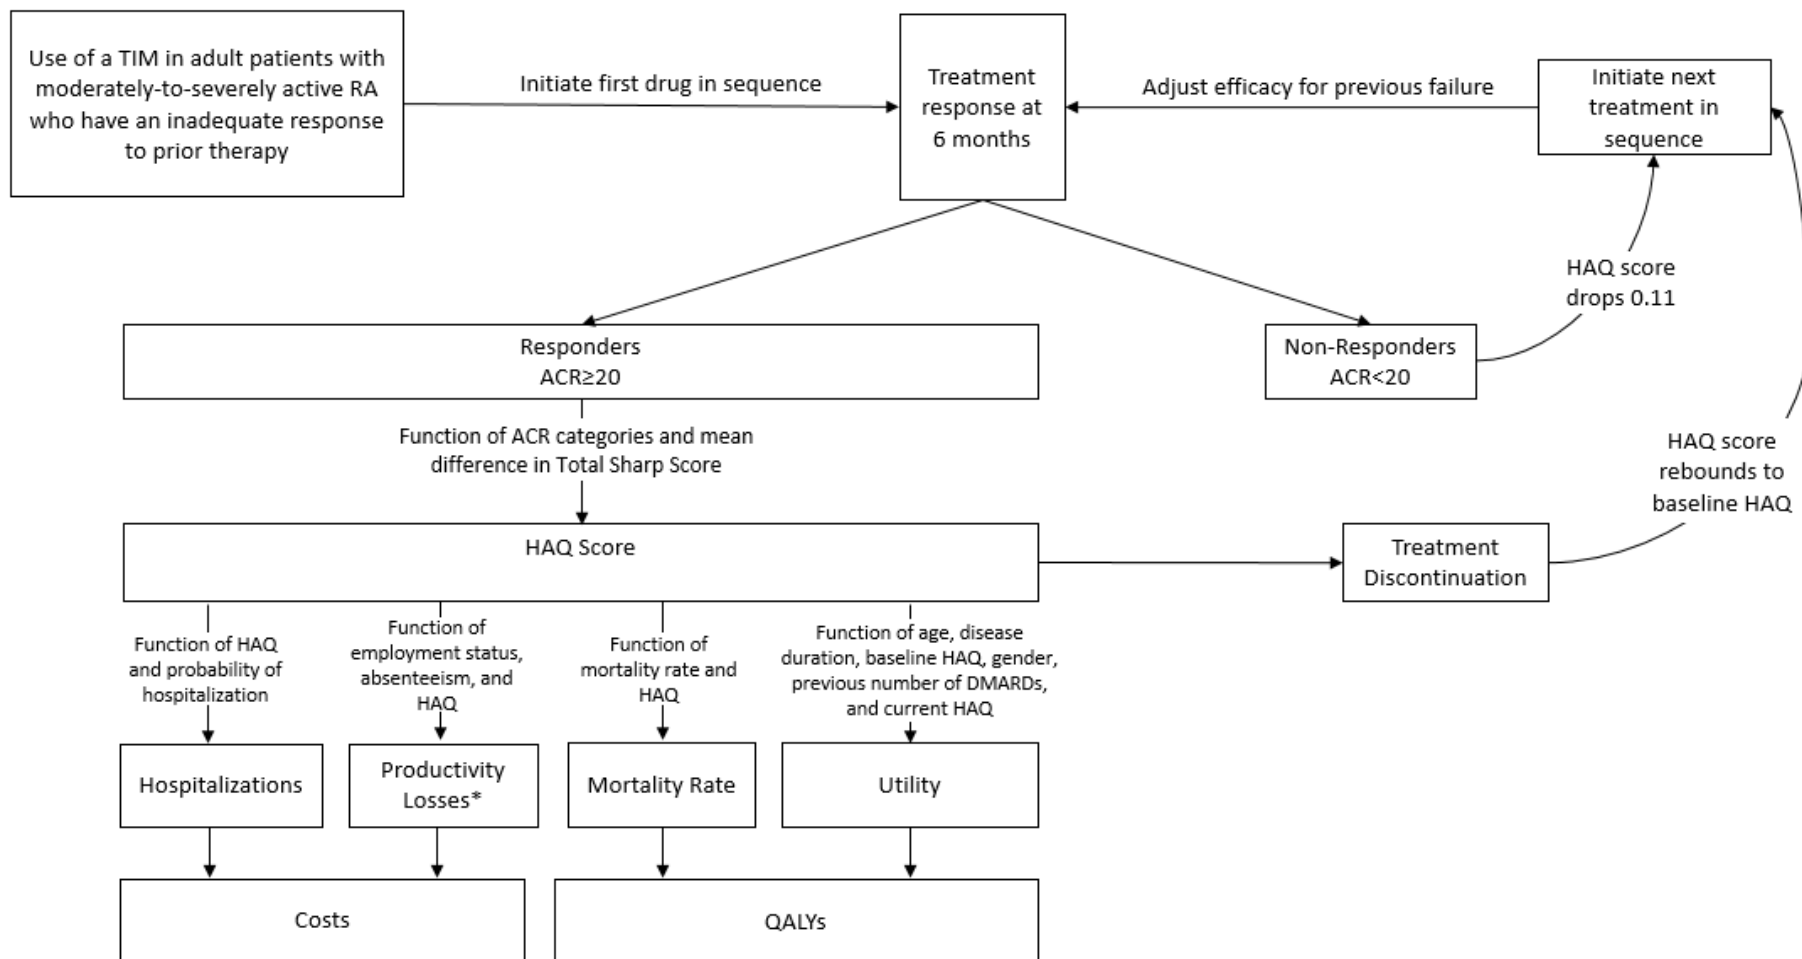 Use of a TIM in adult patients with
moderately-to-severely active RA
who have an inadequate response
to prior therapy
Initiate first drug in sequence
Treatment
response at
6 months
Adjust efficacy for previous failure
Initiate next
treatment in
sequence
HAQ score
drops 0.11
Responders
ACR≥20
Non-Responders
ACR<20
Function of ACR categories and mean
difference in Total Sharp Score
HAQ score
rebounds to
baseline HAQ
HAQ Score
Treatment
Discontinuation
Function of HAQ
and probability of
hospitalization
Function of
employment status,
absenteeism, and
HAQ
Function of
mortality rate and
HAQ
Function of age, disease
duration, baseline HAQ, gender,
previous number of DMARDs,
and current HAQ
Hospitalizations
Productivity
Losses*
Mortality Rate
Utility
Costs
QALYs